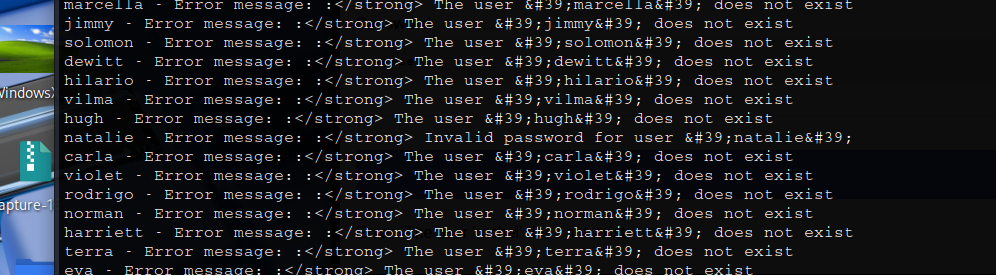 marcella - Error message: :</strong> The user &#39;marcella&#39; does not exist
jimmy - Error message: :</strong> The user &#39;jimmy&#39; does not exist
solomon - Error message: :</strong> The user &#39;solomon&#39; does not exist
dewitt - Error message: :</strong> The user &#39;dewitt&#39; does not exist
hilario - Error message: :</strong> The user &#39;hilario&#39; does not exist
vilma - Error message: :</strong> The user &#39;vilma&#39; does not exist
hugh - Error message: :</strong> The user &#39;hugh&#39; does not exist
natalie - Error message: :</strong> Invalid password for user &#39;natalie&#39;
carla - Error message: :</strong> The user &#39;carla&#39; does not exist
violet - Error message: :</strong> The user &#39;violet&#39; does not exist
rodrigo - Error message: :</strong> The user &#39;rodrigo&#39; does not exist
norman - Error message: :</strong> The user &#39;norman&#39; does not exist
harriett - Error message: :</strong> The user &#39;harriett&#39; does not exist
terra - Error message: :</strong> The user &#39;terra&#39; does not exist
eva - Error message: :</strong> The user &#39;eva&#39; does not exist